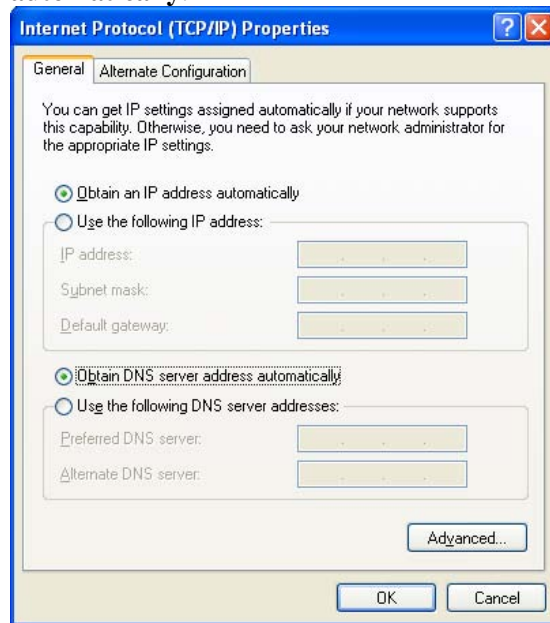 Internet Protocol (TCP/IP) Properties
General
Alternate Configuration
You can get IP settings assigned automatically if your network supports
this capability. Otherwise, you need to ask your network administrator for
the appropriate IP settings.
Obtain an IP address automatically
Use the following IP address:
IP address:
Subnet mask:
Default gateway:
Obtain DNS server address automatically
Use the following DNS server addresses:
Preferred DNS server:
Alternate DNS server:
Advanced...
OK
Cancel